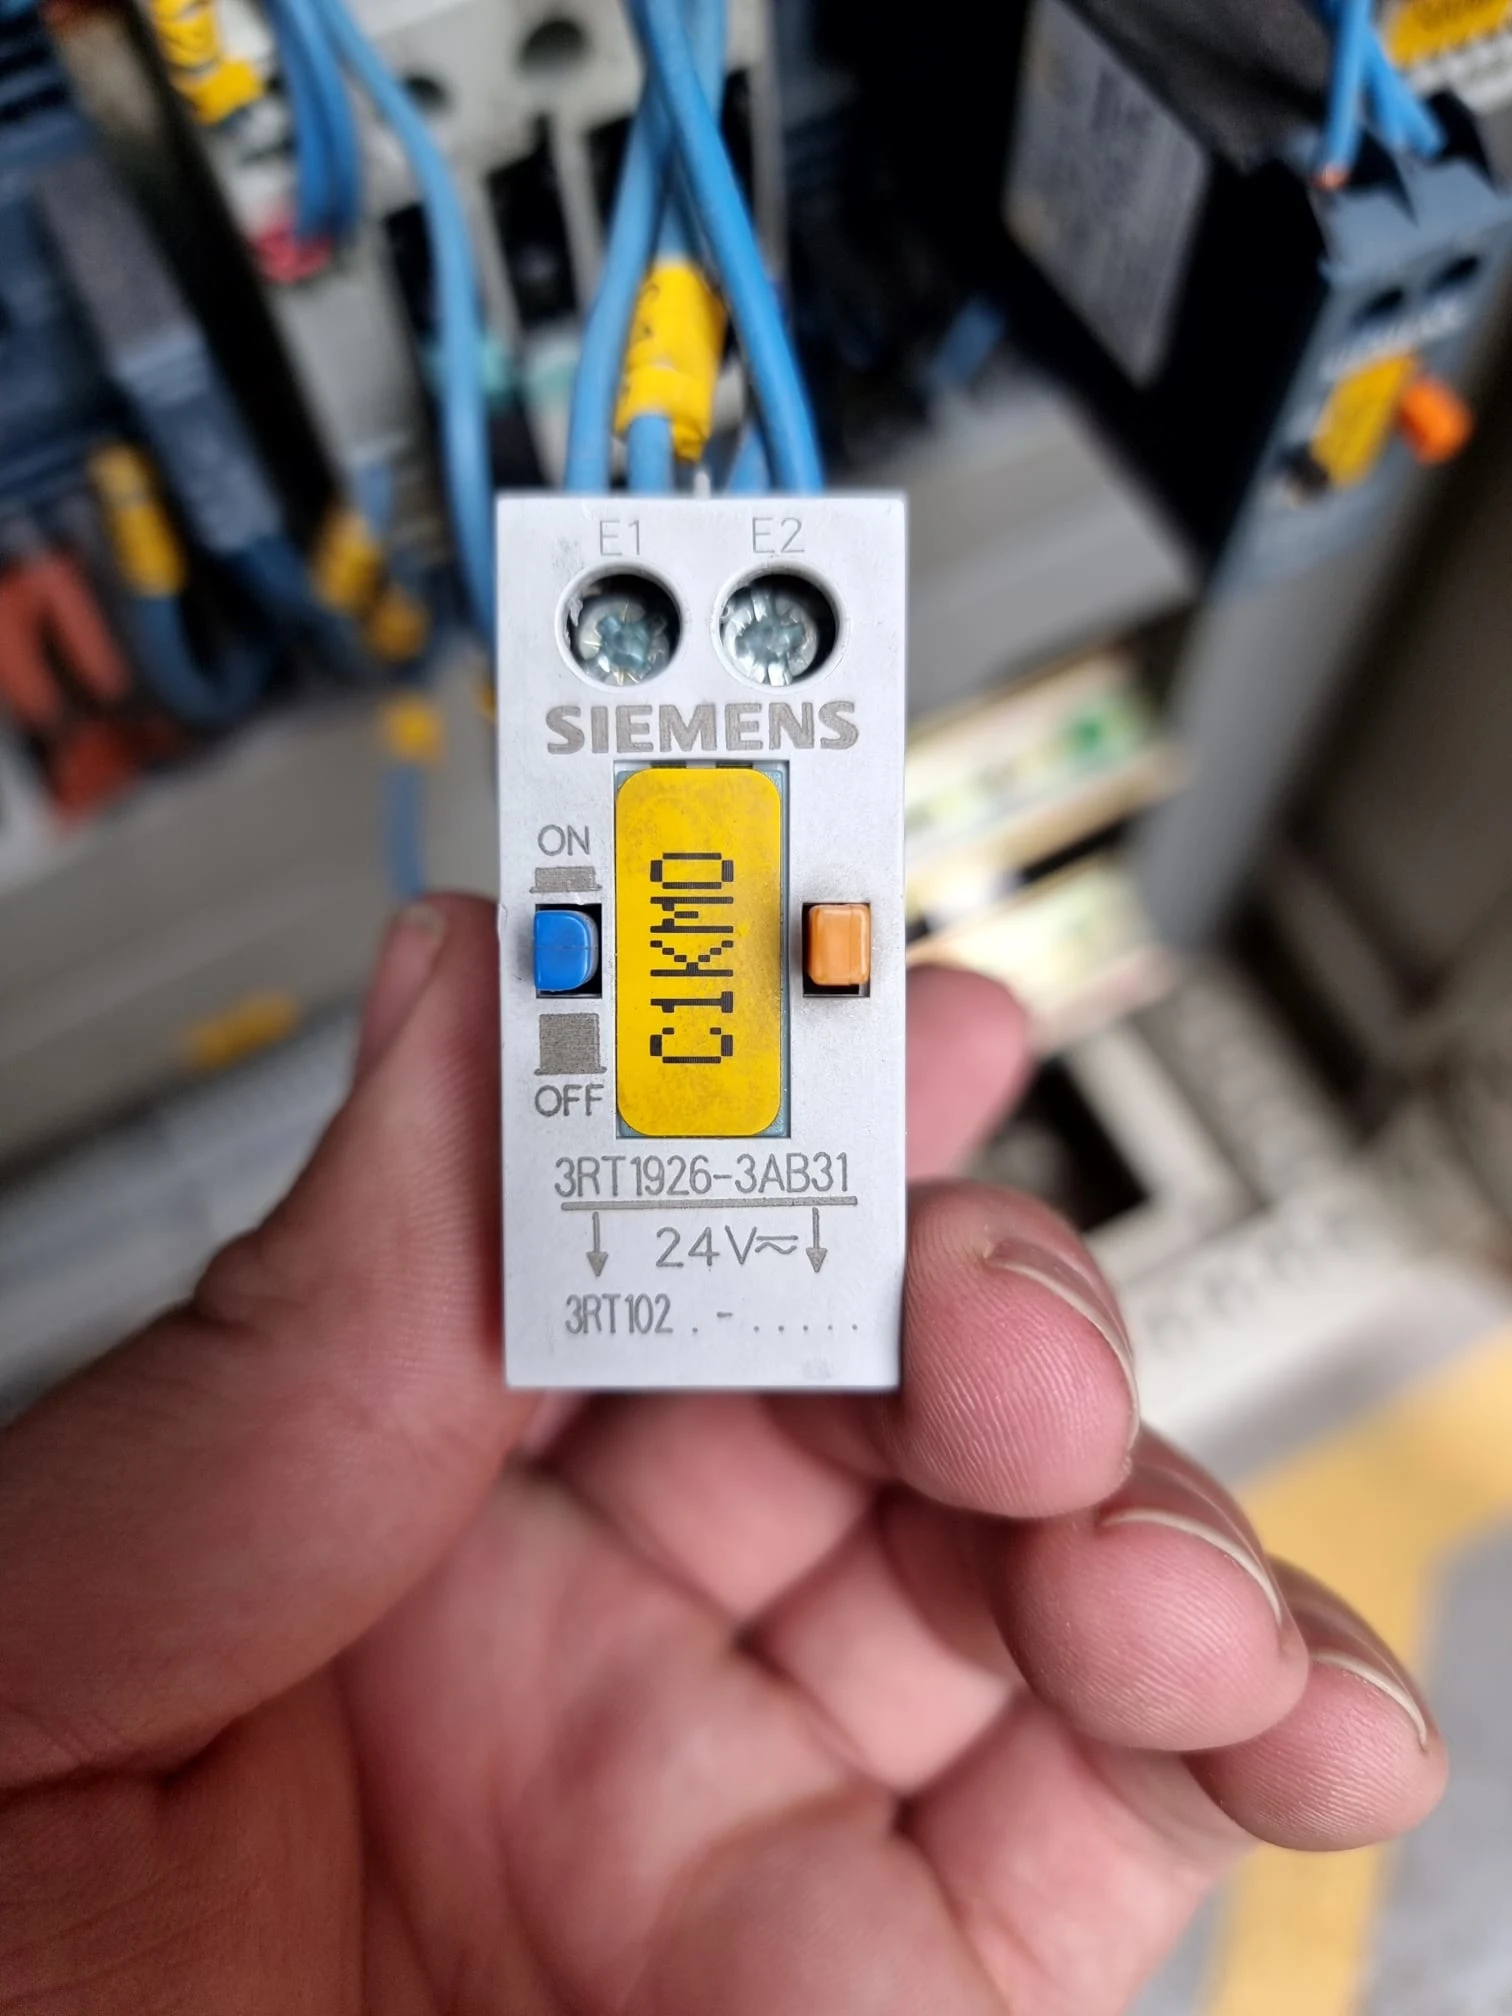 E1 E2
SIEMENS
ON
C1KM0
OFF
3RT1926-3AB31
24V≂
3RT102 . - . . . . .